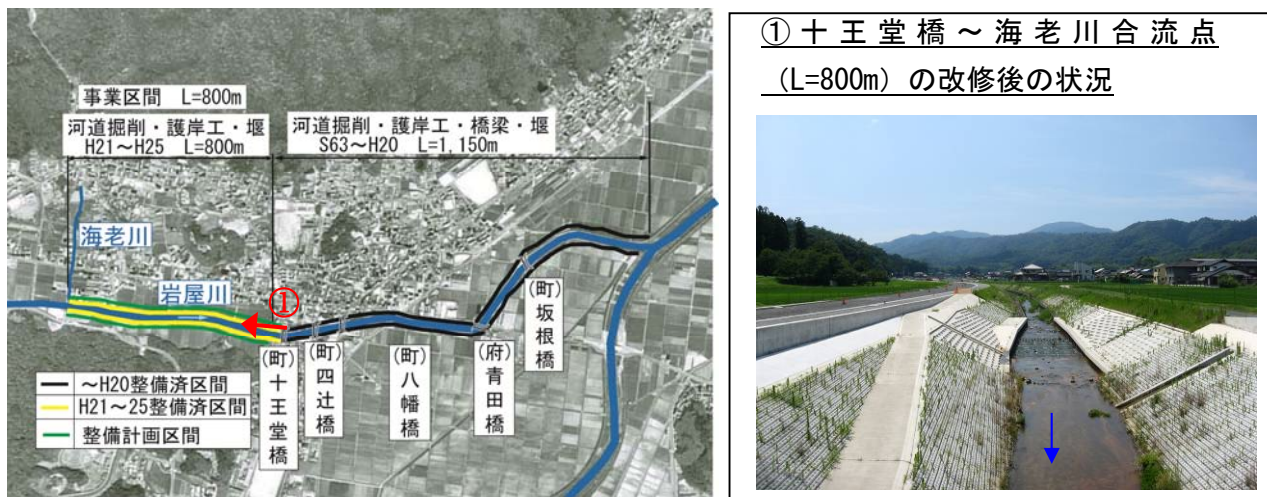 事業区間 L=800m
河道掘削・護岸工・堰
H21～H25 L=800m
河道掘削・護岸工・橋梁・堰
S63～H20 L=1,150m
海老川
岩屋川
①
(町)十王堂橋
(町)四辻橋
(町)八幡橋
(府)青田橋
(町)坂根橋
～H20整備済区間
H21～25整備済区間
整備計画区間
①十王堂橋～海老川合流点
（L=800m）の改修後の状況